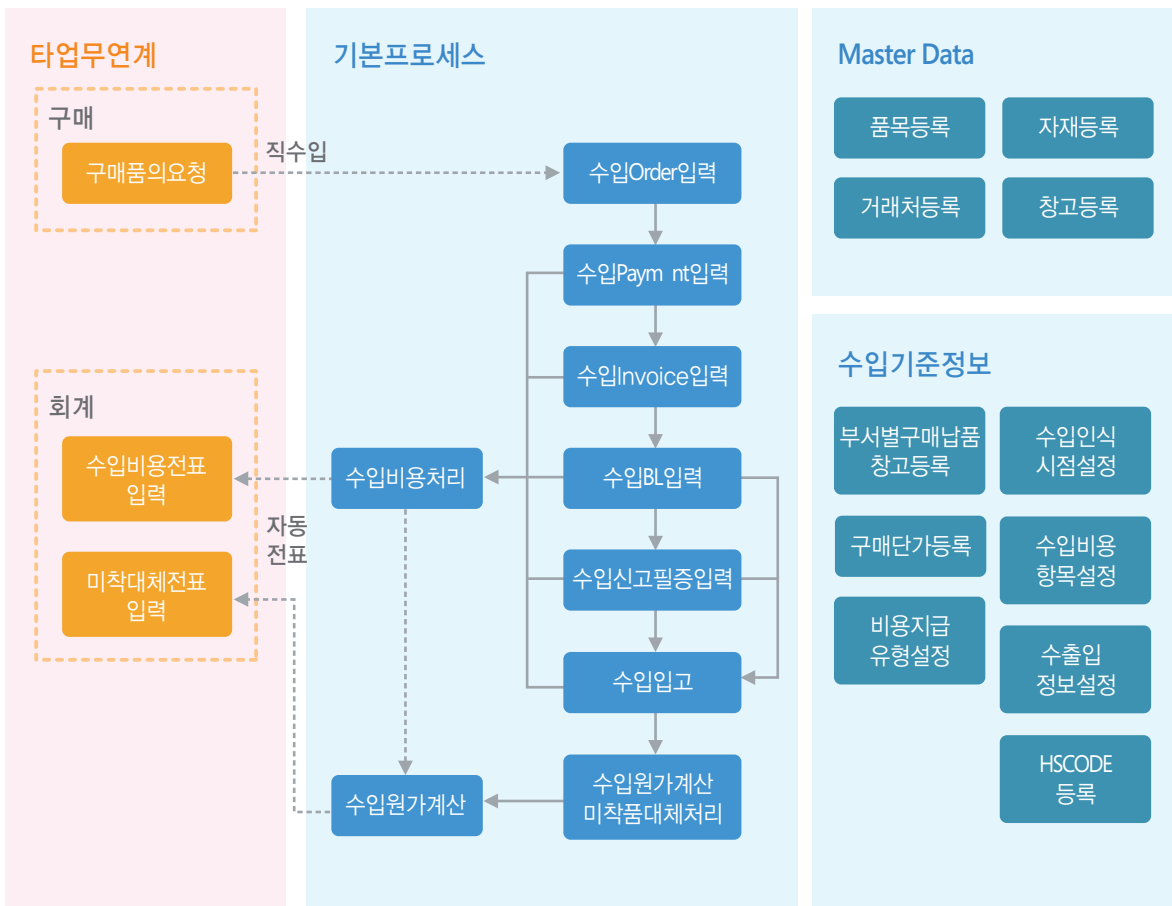 타업무연계
구매
구매품의요청
직수입
회계
수입비용전표
입력
미착대체전표
입력
자동
전표
기본프로세스
수입Order입력
수입Paym nt입력
수입Invoice입력
수입비용처리
수입BL입력
수입신고필증입력
수입입고
수입원가계산
수입원가계산
미착품대체처리
Master Data
품목등록
자재등록
거래처등록
창고등록
수입기준정보
부서별구매납품
창고등록
수입인식
시점설정
구매단가등록
수입비용
항목설정
비용지급
유형설정
수출입
정보설정
HSCODE
등록